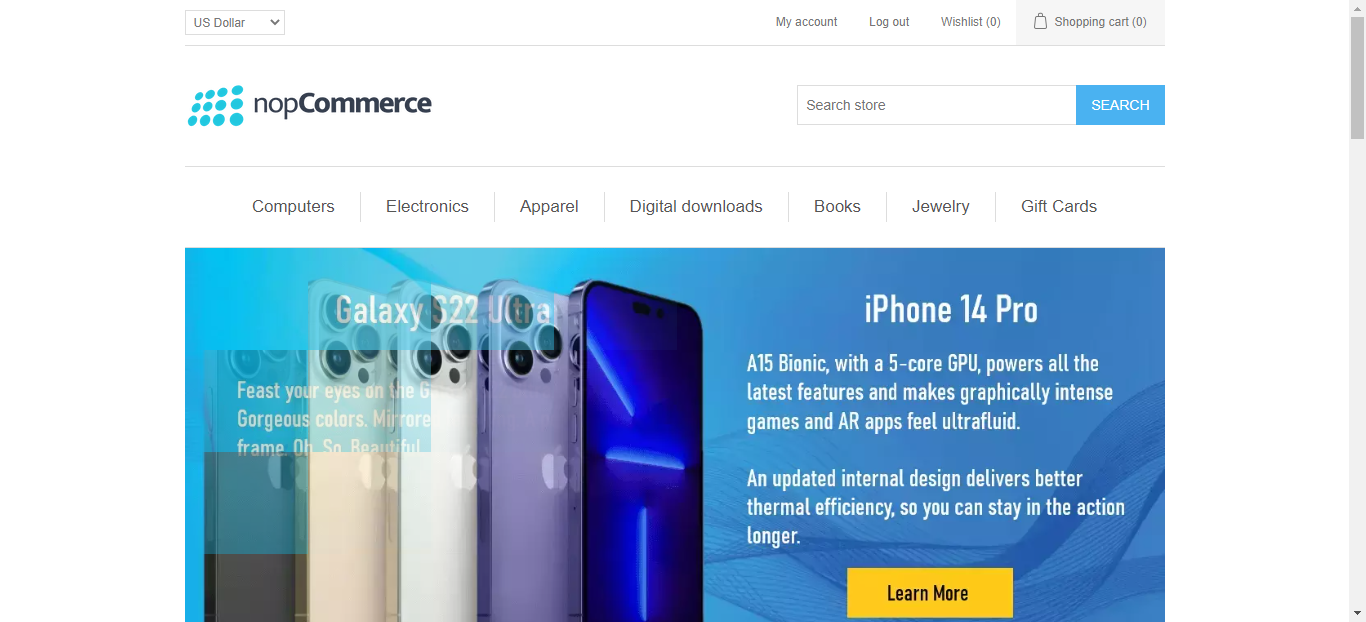 US Dollar
My account
Log out
Wishlist (0)
Shopping cart (0)
nopCommerce
Search store
SEARCH
Computers
Electronics
Apparel
Digital downloads
Books
Jewelry
Gift Cards
Galaxy S22 Ultra
Feast your eyes on the G
Gorgeous colors. Mirrore
frame. Oh. So. Beautiful.
iPhone 14 Pro
A15 Bionic, with a 5-core GPU, powers all the
latest features and makes graphically intense
games and AR apps feel ultrafluid.
An updated internal design delivers better
thermal efficiency, so you can stay in the action
longer.
Learn More